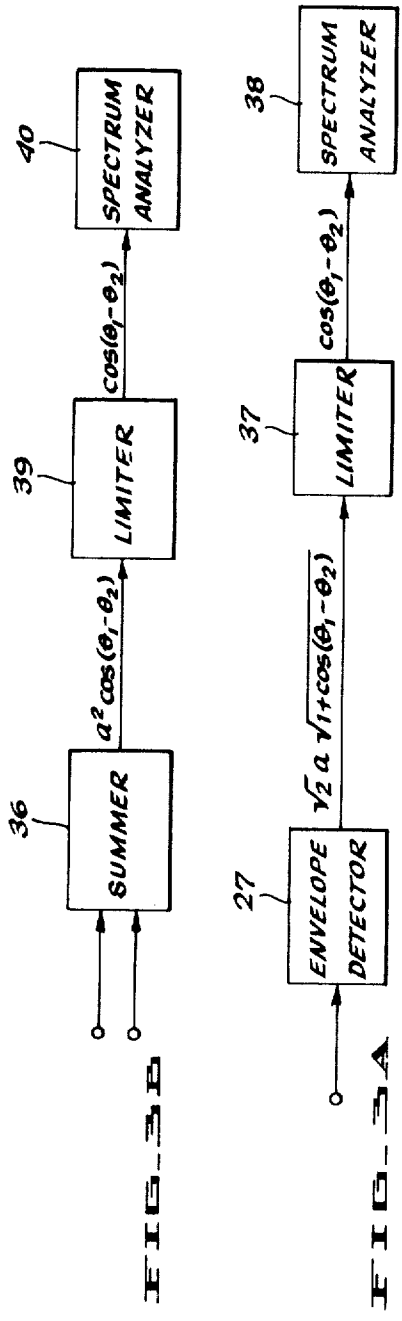 FIG_3B
36
SUMMER
a² cos(θ₁-θ₂)
39
LIMITER
cos(θ₁-θ₂)
40
SPECTRUM
ANALYZER
FIG_3A
27
ENVELOPE
DETECTOR
√2 a √1+cos(θ₁-θ₂)
37
LIMITER
cos(θ₁-θ₂)
38
SPECTRUM
ANALYZER